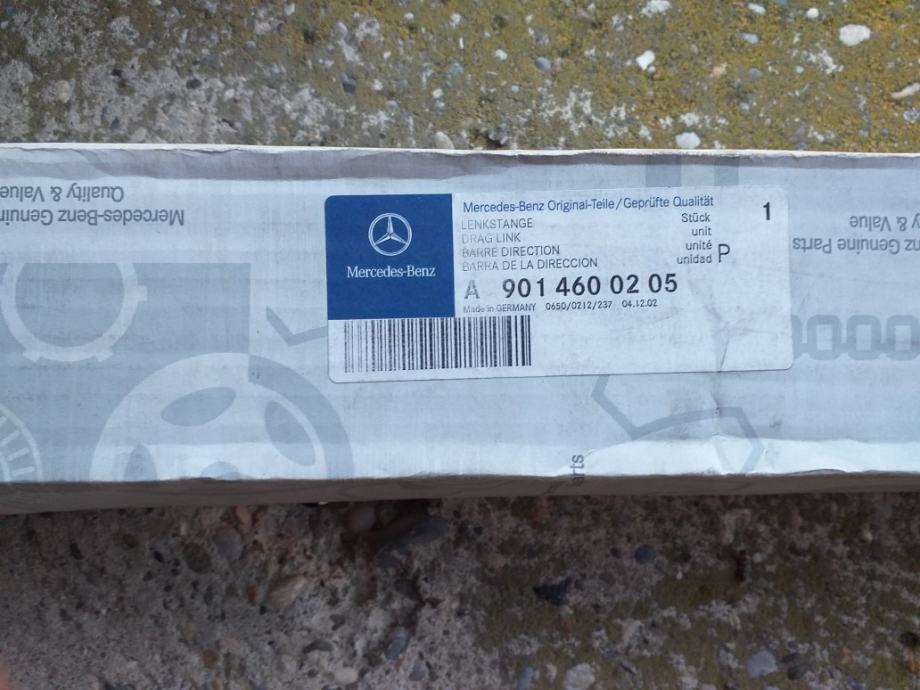 Mercedes-Benz Genuin
Quality & Value
Mercedes-Benz
Mercedes-Benz Original-Teile/Geprüfte Qualität
LENKSTANGE
DRAG LINK
BARRE DIRECTION
BARRA DE LA DIRECCION
Stück
unit
unité
unidad P
1
A 901 460 02 05
Made in GERMANY 0650/0212/237 04.12.02
Benz Genuine Parts
y & Value
arts